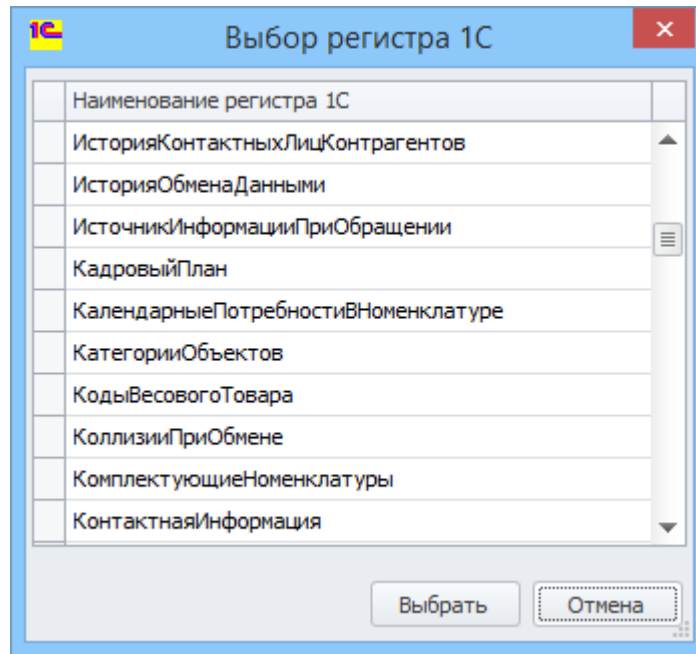 1С
Выбор регистра 1С
Наименование регистра 1С
ИсторияКонтактныхЛицКонтрагентов
ИсторияОбменаДанными
ИсточникИнформацииПриОбращении
КадровыйПлан
КалендарныеПотребностиВНоменклатуре
КатегорииОбъектов
КодыВесовогоТовара
КоллизииПриОбмене
КомплектующиеНоменклатуры
КонтактнаяИнформация
Выбрать
Отмена